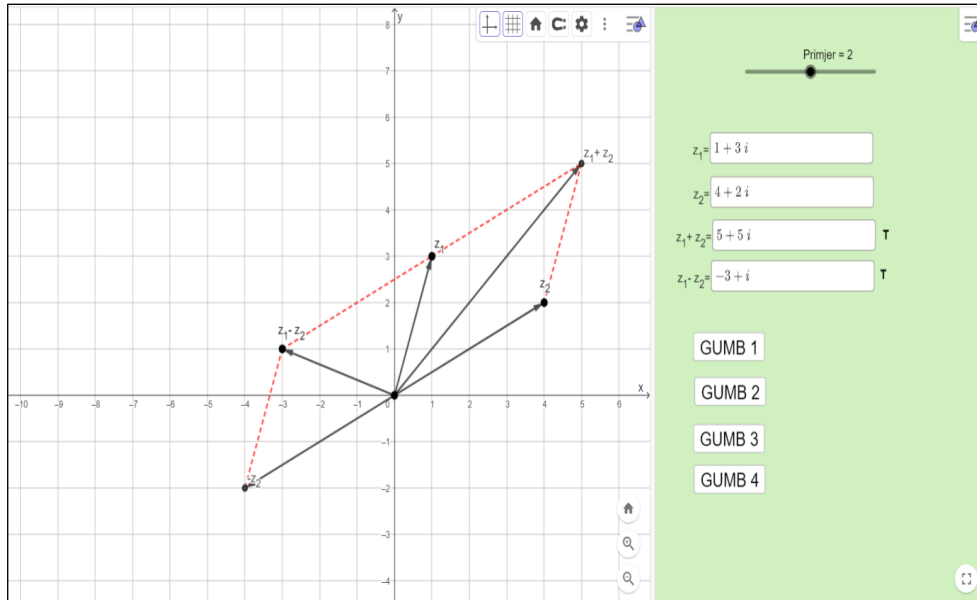 y
8
7
6
5
4
3
2
1
0
−1
−2
−3
−4
−10 −9 −8 −7 −6 −5 −4 −3 −2 −1 1 2 3 4 5 6
x
z₁+ z₂
z₁
z₂
z₁- z₂
-z₂
Primjer = 2
z₁= 1 + 3 i
z₂= 4 + 2 i
z₁+ z₂= 5 + 5 i T
z₁- z₂= −3 + i T
GUMB 1
GUMB 2
GUMB 3
GUMB 4